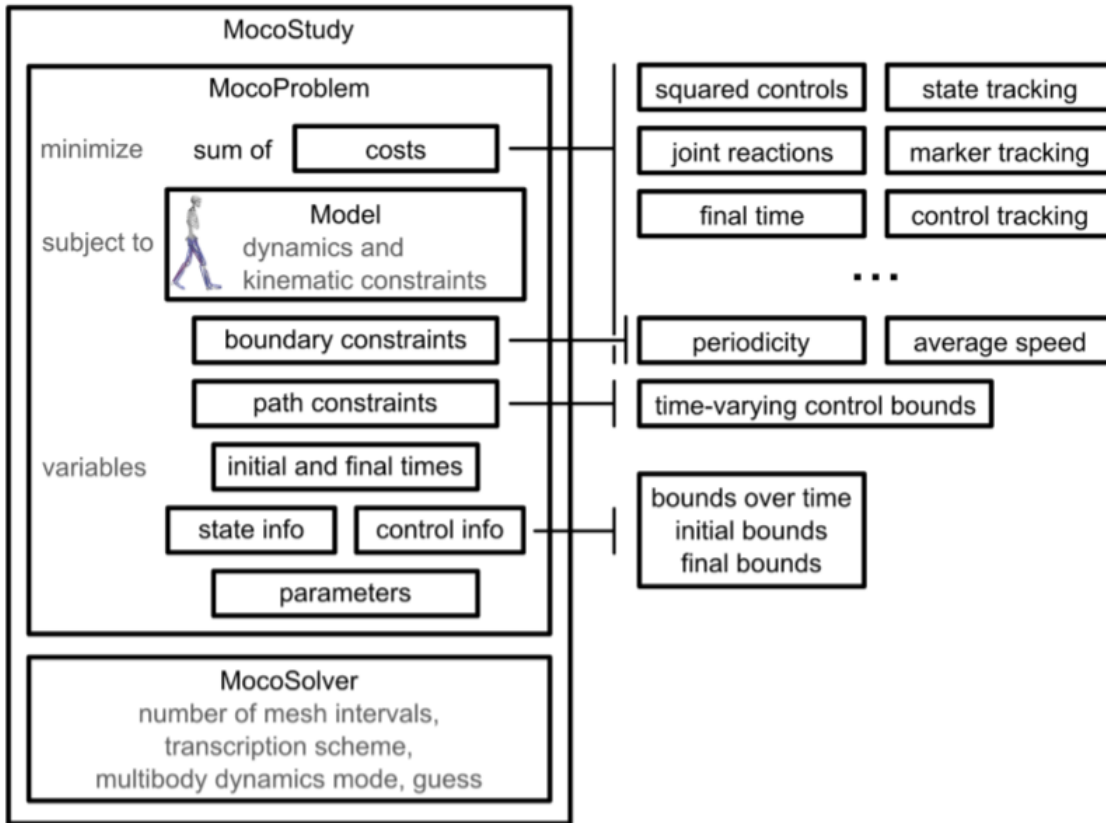 MocoStudy
MocoProblem
minimize
sum of
costs
subject to
Model
dynamics and
kinematic constraints
boundary constraints
path constraints
variables
initial and final times
state info
control info
parameters
MocoSolver
number of mesh intervals,
transcription scheme,
multibody dynamics mode, guess
squared controls
state tracking
joint reactions
marker tracking
final time
control tracking
...
periodicity
average speed
time-varying control bounds
bounds over time
initial bounds
final bounds